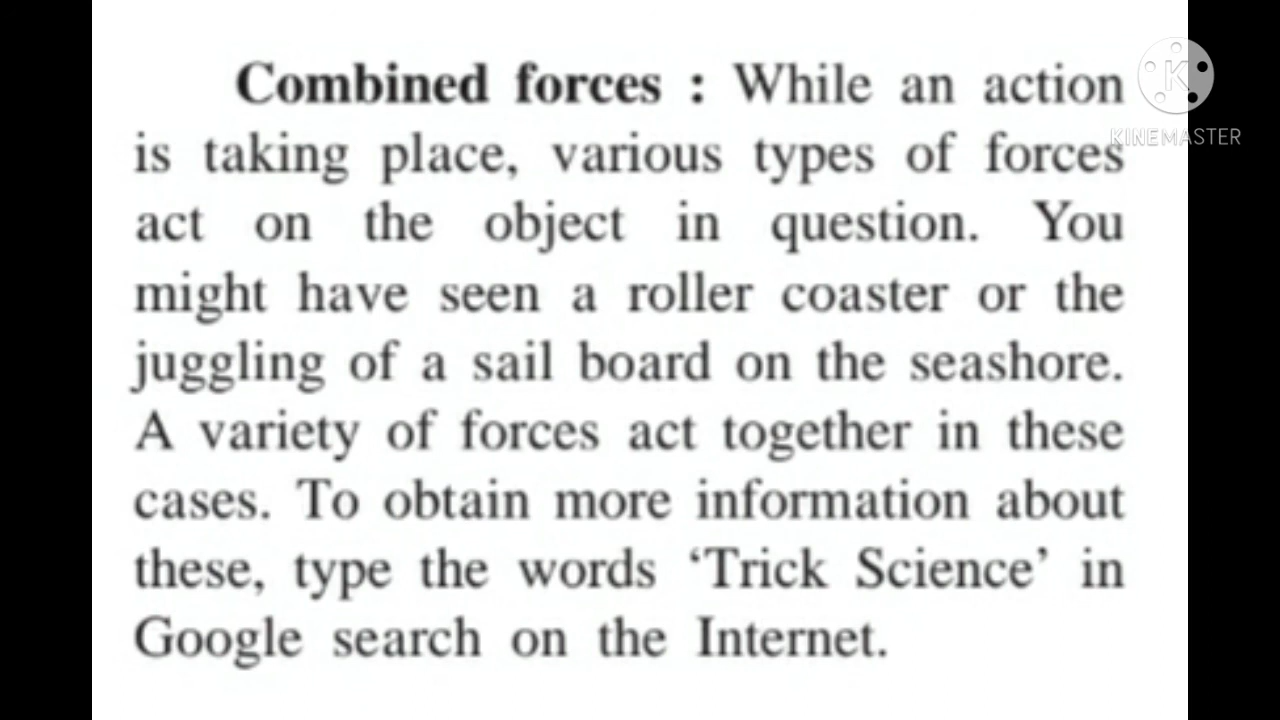 Combined forces : While an action
is taking place, various types of forces
act on the object in question. You
might have seen a roller coaster or the
juggling of a sail board on the seashore.
A variety of forces act together in these
cases. To obtain more information about
these, type the words ‘Trick Science’ in
Google search on the Internet.
K
KINEMASTER